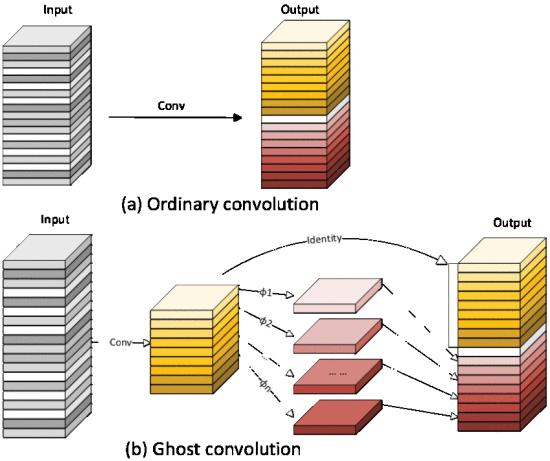 Input
Output
Conv
(a) Ordinary convolution
Input
Output
Identity
Conv
ϕ1
ϕ2
... ...
ϕn
(b) Ghost convolution